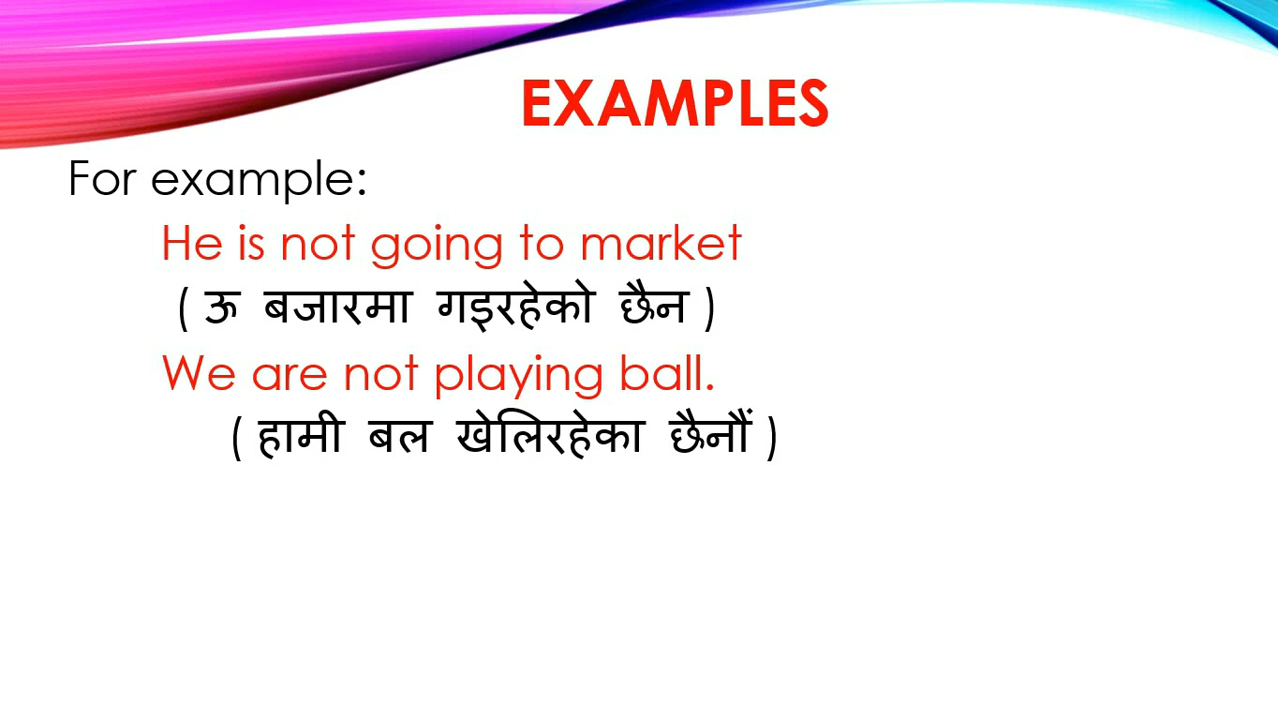 EXAMPLES
For example:
He is not going to market
( ऊ बजारमा गइरहेको छैन )
We are not playing ball.
( हामी बल खेलिरहेका छैनौं )